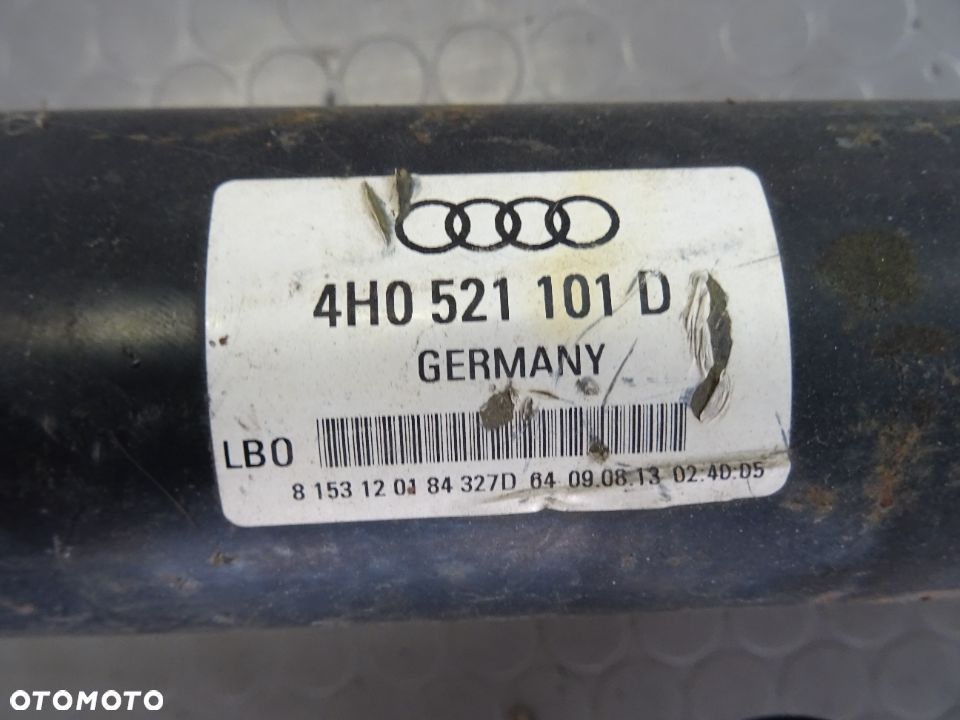 4H0 521 101 D
GERMANY
LBO
8 153 12 01 84 327D 64 09.08.13 02:40:05
OTOMOTO